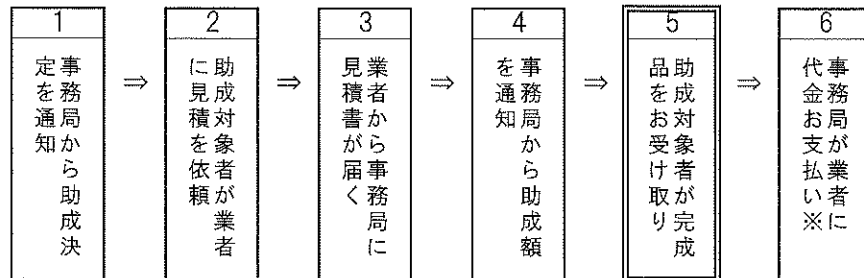 1
事務局から助成決
定を通知
⇒
2
助成対象者が業者
に見積を依頼
⇒
3
業者から事務局に
見積書が届く
⇒
4
事務局から助成額
を通知
⇒
5
助成対象者が完成
品をお受け取り
⇒
6
事務局が業者に
代金お支払い※